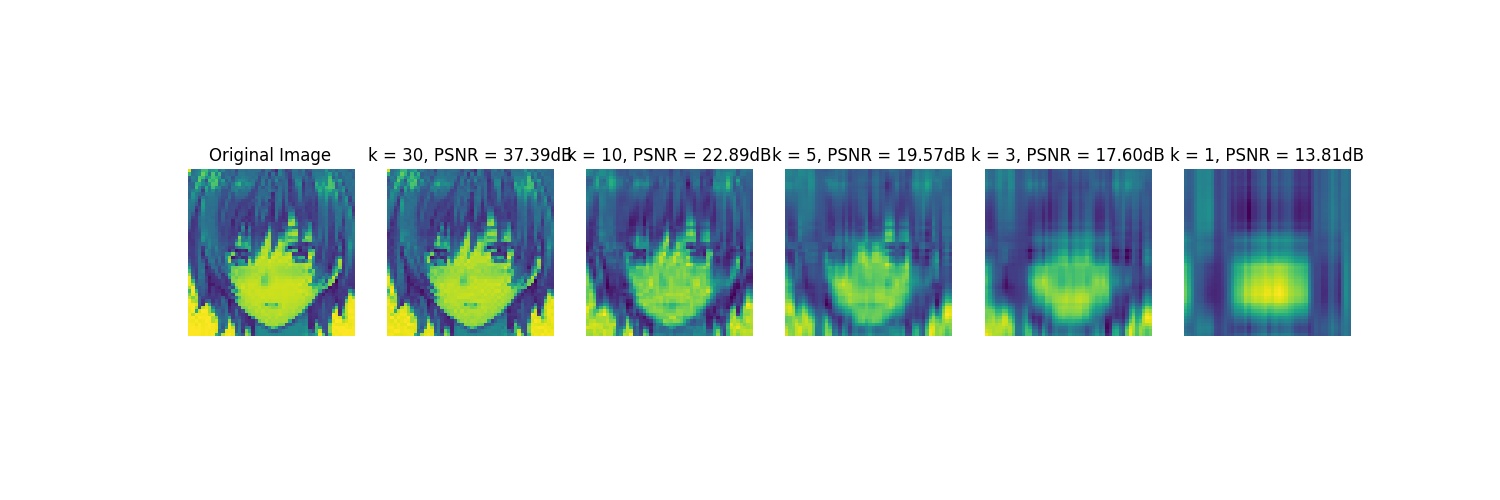 Original Image
k = 30, PSNR = 37.39dB
k = 10, PSNR = 22.89dB
k = 5, PSNR = 19.57dB
k = 3, PSNR = 17.60dB
k = 1, PSNR = 13.81dB